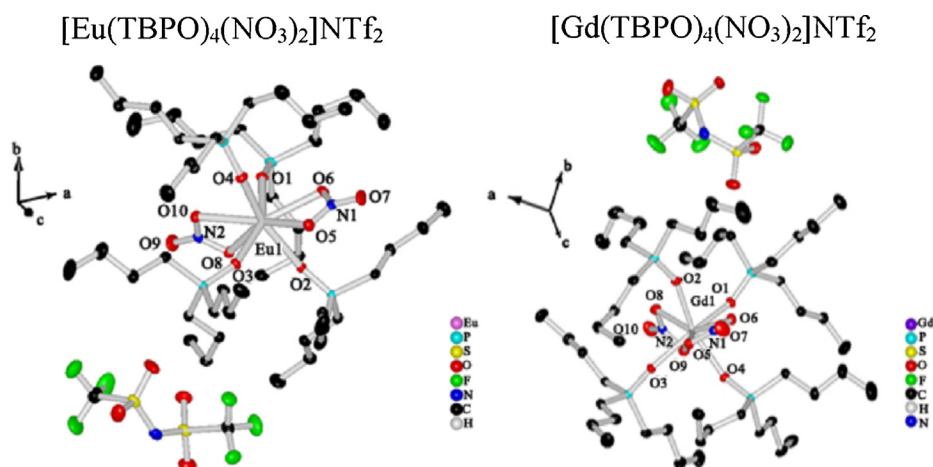 [Eu(TBPO)₄(NO₃)₂]NTf₂
[Gd(TBPO)₄(NO₃)₂]NTf₂
b
a
c
O4
O1
O6
O7
N1
O5
O10
N2
O9
Eu1
O8
O3
O2
Eu
P
S
O
F
N
C
H
a
b
c
O2
O1
Gd1
O8
O6
O10
N2
N1
O7
O5
O9
O3
O4
Gd
P
S
O
F
C
H
N